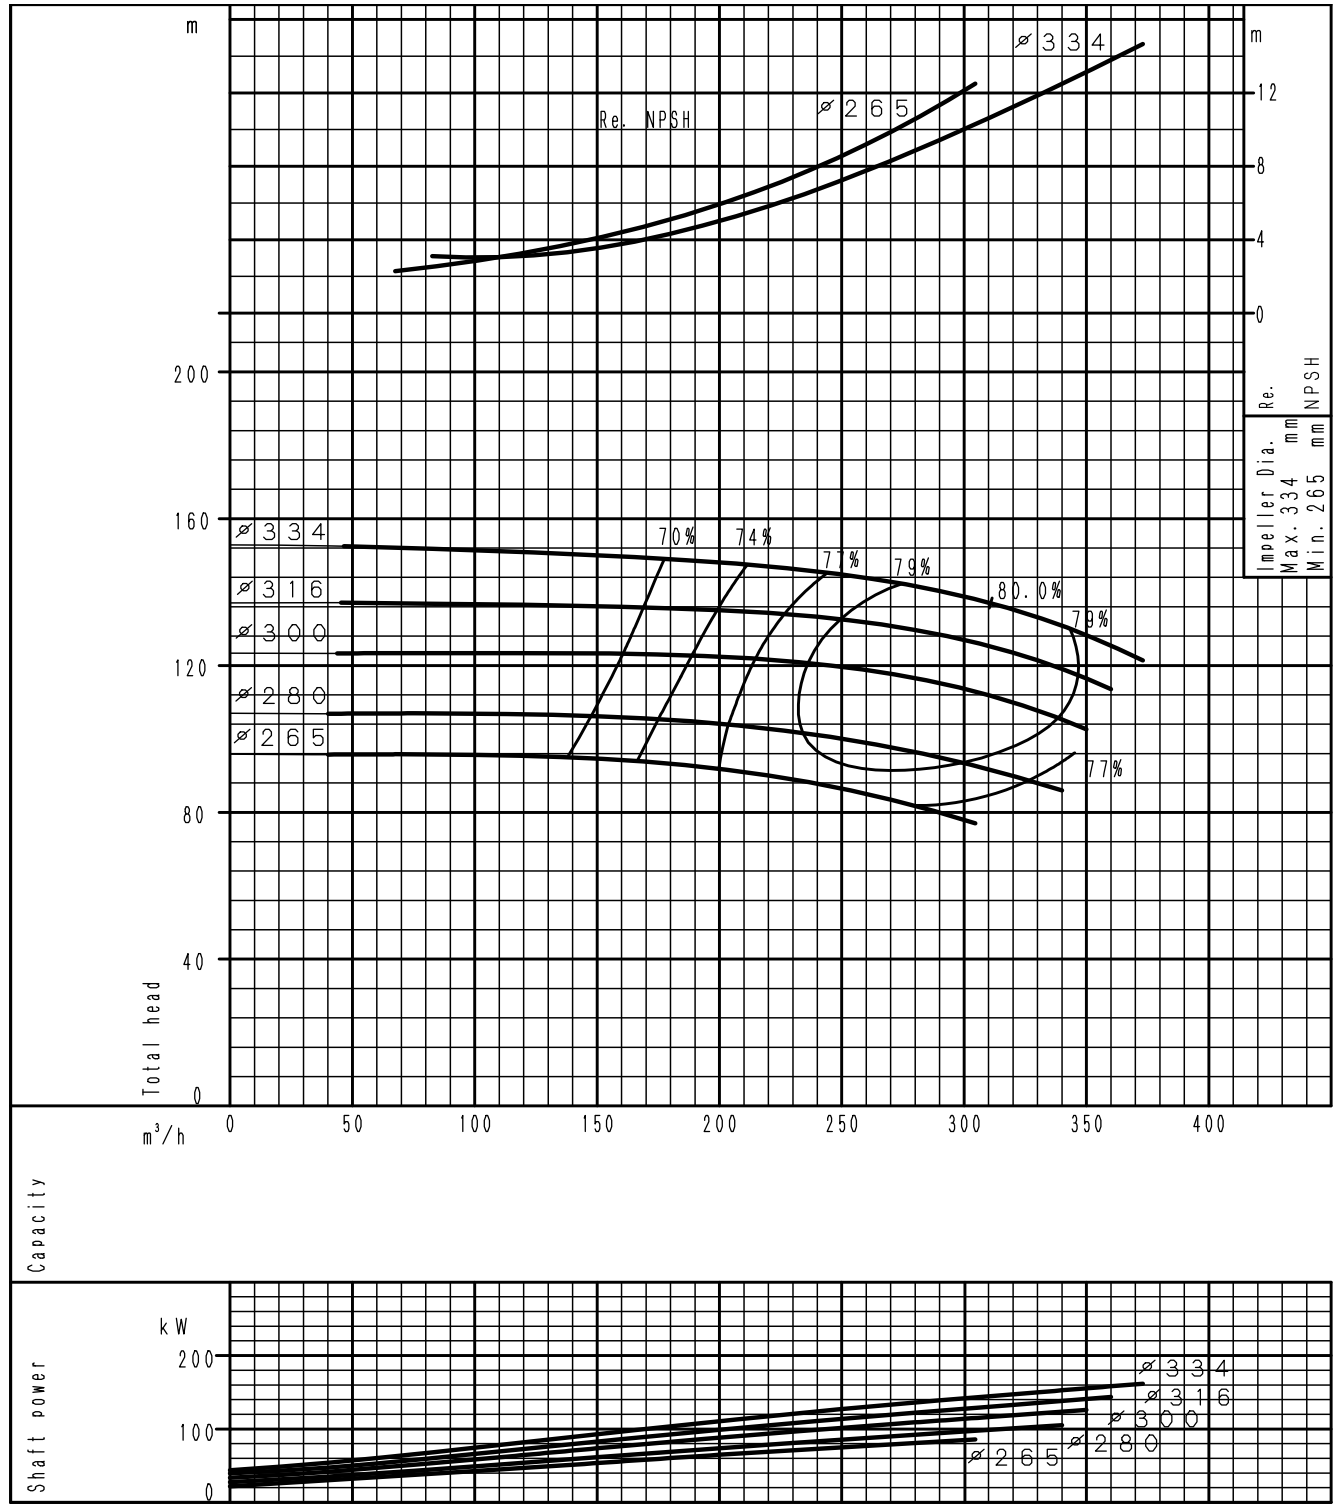 m
m
⌀334
12
⌀265
Re. NPSH
8
4
0
200
Re.
NPSH
Impeller Dia.
Max. 334 mm
Min. 265 mm
160
⌀334
70%
74%
77%
79%
80.0%
⌀316
79%
⌀300
120
⌀280
⌀265
77%
80
40
Total head
0
m³/h
0 50 100 150 200 250 300 350 400
Capacity
kW
200
⌀334
⌀316
⌀300
100
⌀280
⌀265
Shaft power
0